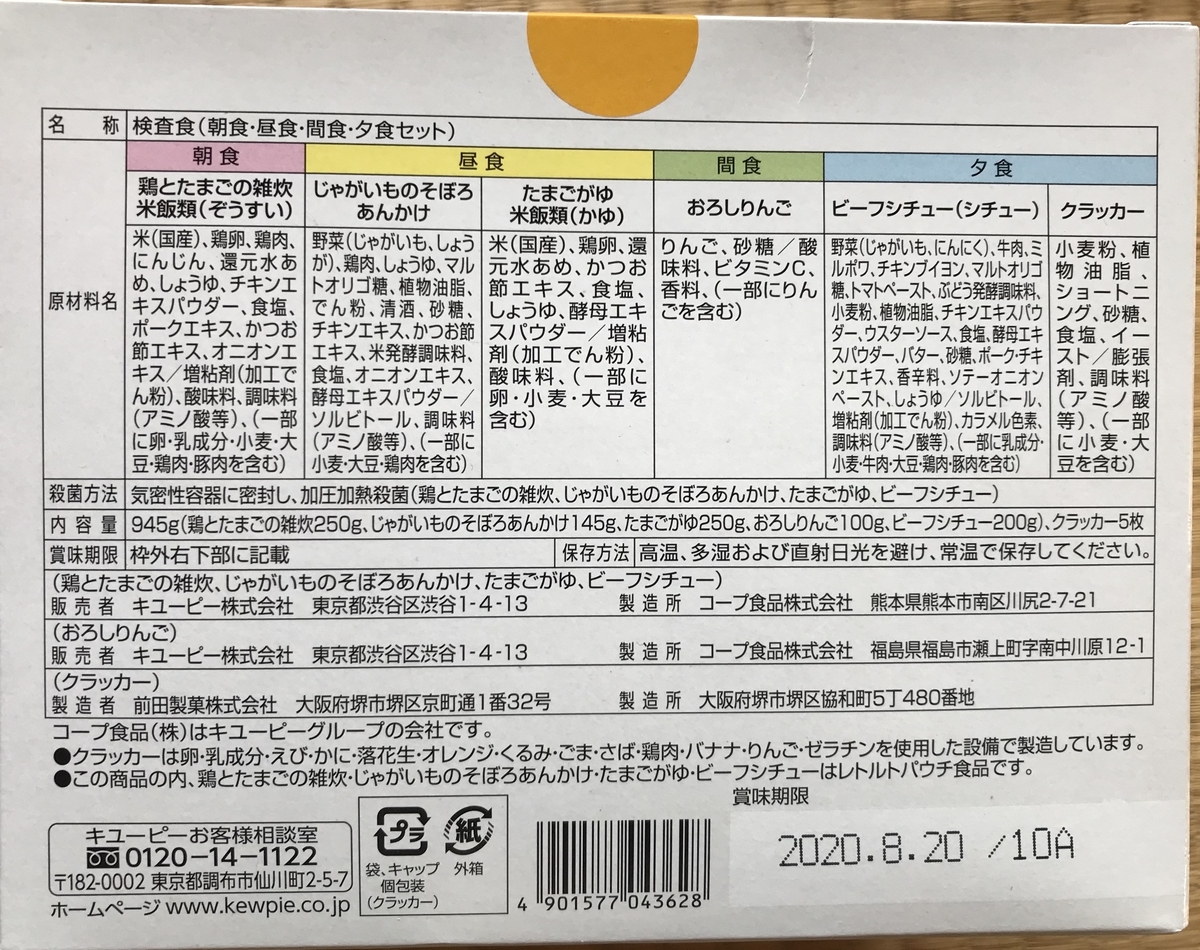 名 称 検査食(朝食・昼食・間食・夕食セット)
原材料名
朝食
鶏とたまごの雑炊
米飯類(ぞうすい)
米(国産)、鶏卵、鶏肉、
にんじん、還元水あ
め、しょうゆ、チキンエ
キスパウダー、食塩、
ポークエキス、かつお
節エキス、オニオンエ
キス/増粘剤(加工で
ん粉)、酸味料、調味料
(アミノ酸等)、(一部
に卵・乳成分・小麦・大
豆・鶏肉・豚肉を含む)
昼食
じゃがいものそぼろ
あんかけ
野菜(じゃがいも、しょう
が)、鶏肉、しょうゆ、マル
トオリゴ糖、植物油脂、
でん粉、清酒、砂糖、
チキンエキス、かつお節
エキス、米発酵調味料、
食塩、オニオンエキス、
酵母エキスパウダー/
ソルビトール、調味料
(アミノ酸等)、(一部に
小麦・大豆・鶏肉を含む)
たまごがゆ
米飯類(かゆ)
米(国産)、鶏卵、還
元水あめ、かつお
節エキス、食塩、
しょうゆ、酵母エキ
スパウダー/増粘
剤(加工でん粉)、
酸味料、(一部に
卵・小麦・大豆を
含む)
間食
おろしりんご
りんご、砂糖/酸
味料、ビタミンC、
香料、(一部にりん
ごを含む)
夕食
ビーフシチュー(シチュー)
野菜(じゃがいも、にんにく)、牛肉、ミ
ルポワ、チキンブイヨン、マルトオリゴ
糖、トマトペースト、ぶどう発酵調味料、
小麦粉、植物油脂、チキンエキスパウ
ダー、ウスターソース、食塩、酵母エキ
スパウダー、バター、砂糖、ポーク・チキ
ンエキス、香辛料、ソテーオニオン
ペースト、しょうゆ/ソルビトール、
増粘剤(加工でん粉)、カラメル色素、
調味料(アミノ酸等)、(一部に乳成分・
小麦・牛肉・大豆・鶏肉・豚肉を含む)
クラッカー
小麦粉、植
物油脂、
ショートニ
ング、砂糖、
食塩、イー
スト/膨張
剤、調味料
(アミノ酸
等)、(一部
に小麦・大
豆を含む)
殺菌方法 気密性容器に密封し、加圧加熱殺菌(鶏とたまごの雑炊、じゃがいものそぼろあんかけ、たまごがゆ、ビーフシチュー)
内容量 945g(鶏とたまごの雑炊250g、じゃがいものそぼろあんかけ145g、たまごがゆ250g、おろしりんご100g、ビーフシチュー200g)、クラッカー5枚
賞味期限 枠外右下部に記載 保存方法 高温、多湿および直射日光を避け、常温で保存してください。
(鶏とたまごの雑炊、じゃがいものそぼろあんかけ、たまごがゆ、ビーフシチュー)
販売者 キユーピー株式会社 東京都渋谷区渋谷1-4-13 製造所 コープ食品株式会社 熊本県熊本市南区川尻2-7-21
(おろしりんご)
販売者 キユーピー株式会社 東京都渋谷区渋谷1-4-13 製造所 コープ食品株式会社 福島県福島市瀬上町字南中川原12-1
(クラッカー)
製造者 前田製菓株式会社 大阪府堺市堺区京町通1番32号 製造所 大阪府堺市堺区協和町5丁480番地
コープ食品(株)はキユーピーグループの会社です。
●クラッカーは卵・乳成分・えび・かに・落花生・オレンジ・くるみ・ごま・さば・鶏肉・バナナ・りんご・ゼラチンを使用した設備で製造しています。
●この商品の内、鶏とたまごの雑炊・じゃがいものそぼろあんかけ・たまごがゆ・ビーフシチューはレトルトパウチ食品です。
賞味期限
2020.8.20 /10A
キユーピーお客様相談室
0120-14-1122
〒182-0002 東京都調布市仙川町2-5-7
ホームページ www.kewpie.co.jp
プラ
袋、キャップ
個包装
(クラッカー)
紙
外箱
4 901577 043628